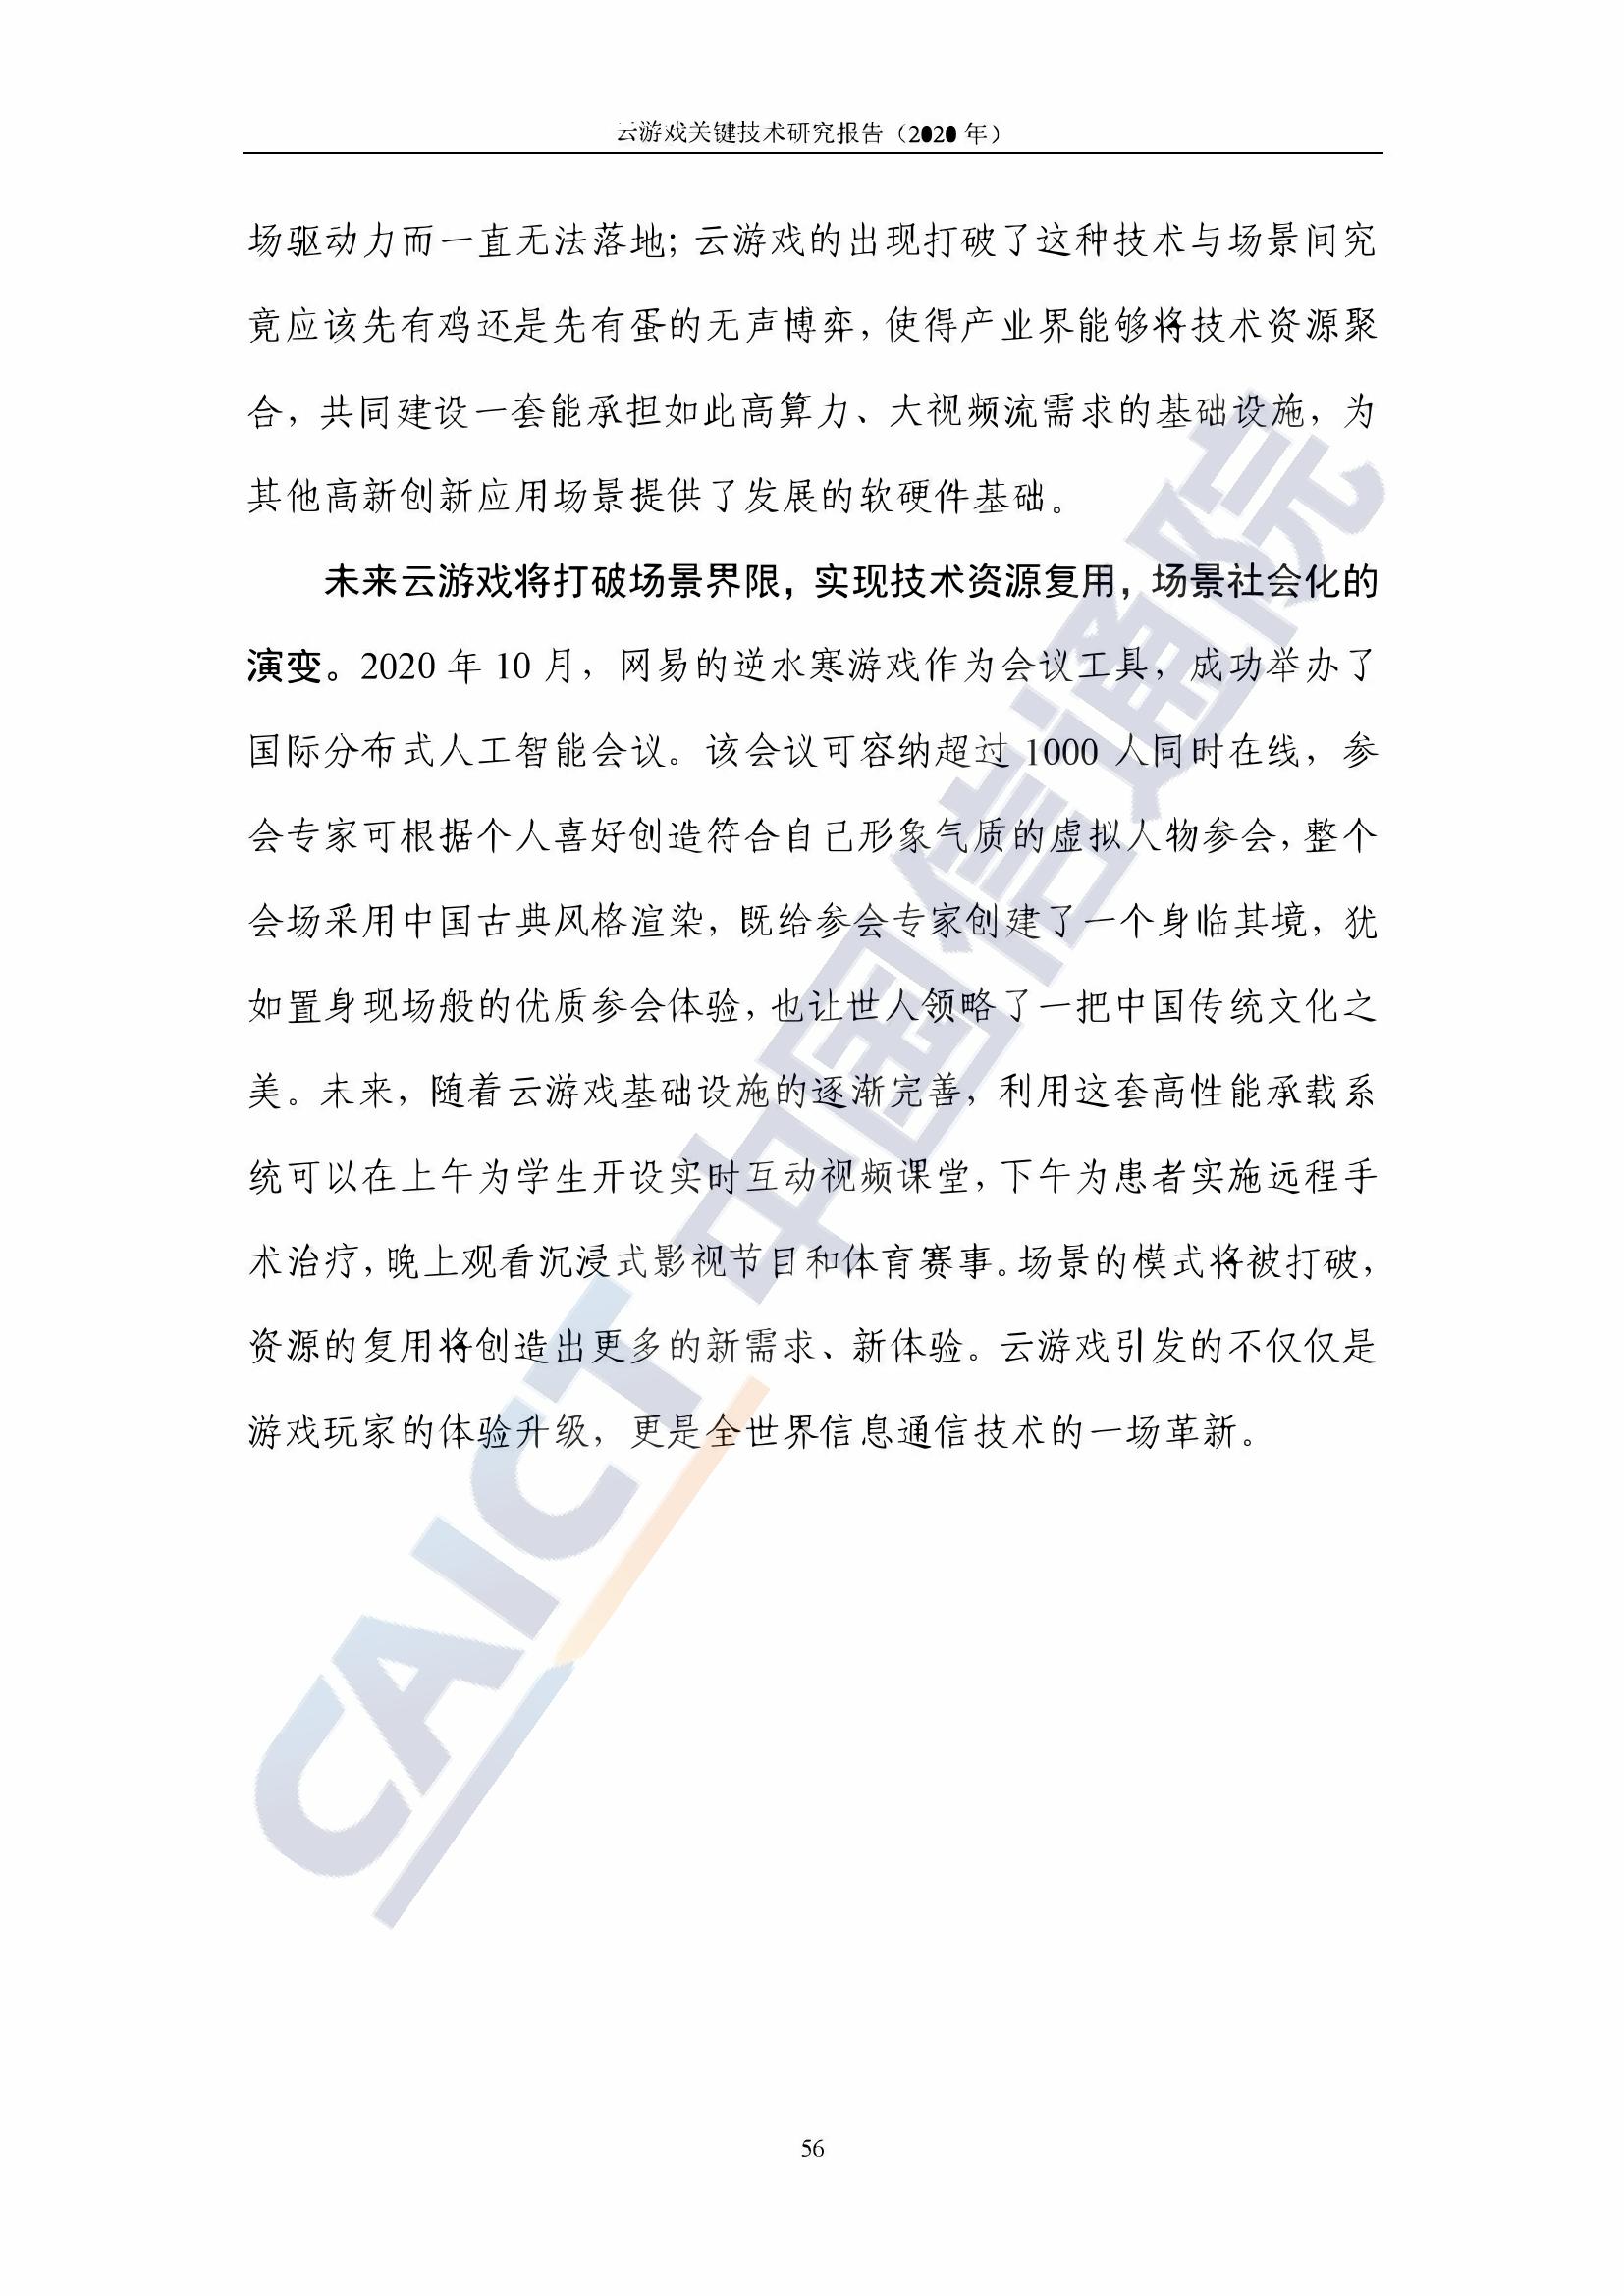 云游戏关键技术研究报告（2020 年）
场驱动力而一直无法落地；云游戏的出现打破了这种技术与场景间究
竟应该先有鸡还是先有蛋的无声博弈，使得产业界能够将技术资源聚
合，共同建设一套能承担如此高算力、大视频流需求的基础设施，为
其他高新创新应用场景提供了发展的软硬件基础。
未来云游戏将打破场景界限，实现技术资源复用，场景社会化的
演变。2020 年 10 月，网易的逆水寒游戏作为会议工具，成功举办了
国际分布式人工智能会议。该会议可容纳超过 1000 人同时在线，参
会专家可根据个人喜好创造符合自己形象气质的虚拟人物参会，整个
会场采用中国古典风格渲染，既给参会专家创建了一个身临其境，犹
如置身现场般的优质参会体验，也让世人领略了一把中国传统文化之
美。未来，随着云游戏基础设施的逐渐完善，利用这套高性能承载系
统可以在上午为学生开设实时互动视频课堂，下午为患者实施远程手
术治疗，晚上观看沉浸式影视节目和体育赛事。场景的模式将被打破，
资源的复用将创造出更多的新需求、新体验。云游戏引发的不仅仅是
游戏玩家的体验升级，更是全世界信息通信技术的一场革新。
CAICT 中国信通院
56